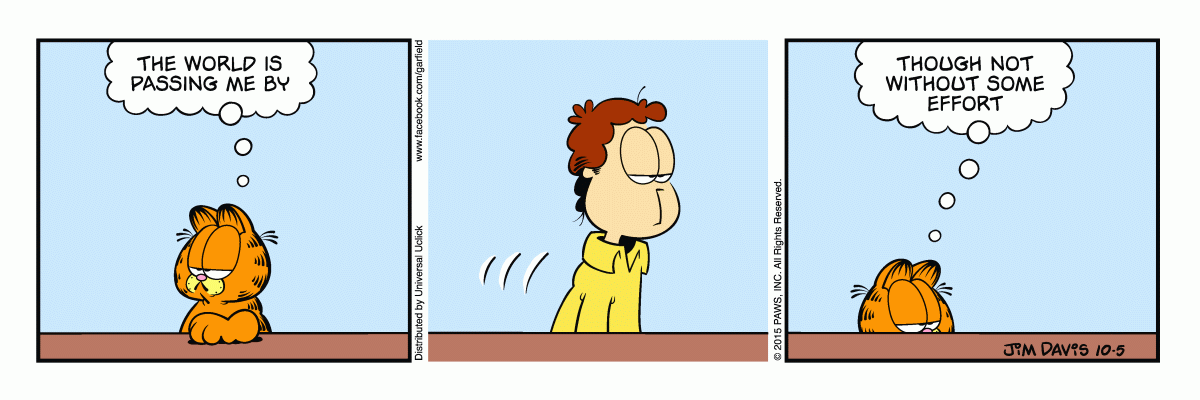 THE WORLD IS
PASSING ME BY
www.facebook.com/garfield
Distributed by Universal Uclick
© 2015 PAWS, INC. All Rights Reserved.
THOUGH NOT
WITHOUT SOME
EFFORT
JIM DAVIS 10-5